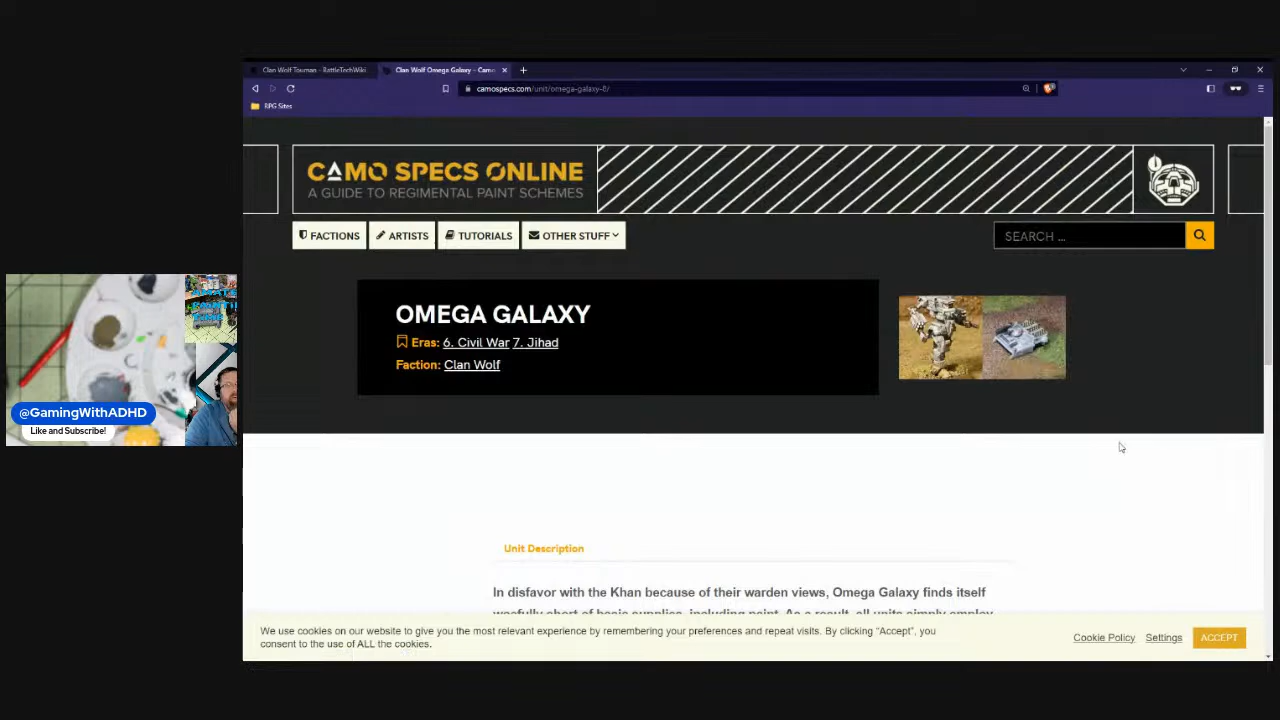 Clan Wolf Touman - BattleTechWiki
Clan Wolf Omega Galaxy - Camo
camospecs.com/unit/omega-galaxy-8/
RPG Sites
CAMO SPECS ONLINE
A GUIDE TO REGIMENTAL PAINT SCHEMES
FACTIONS
ARTISTS
TUTORIALS
OTHER STUFF
SEARCH …
OMEGA GALAXY
Eras: 6. Civil War 7. Jihad
Faction: Clan Wolf
@GamingWithADHD
Like and Subscribe!
Unit Description
In disfavor with the Khan because of their warden views, Omega Galaxy finds itself
woefully short of basic supplies, including paint. As a result, all units simply employ
We use cookies on our website to give you the most relevant experience by remembering your preferences and repeat visits. By clicking "Accept", you
consent to the use of ALL the cookies.
Cookie Policy
Settings
ACCEPT